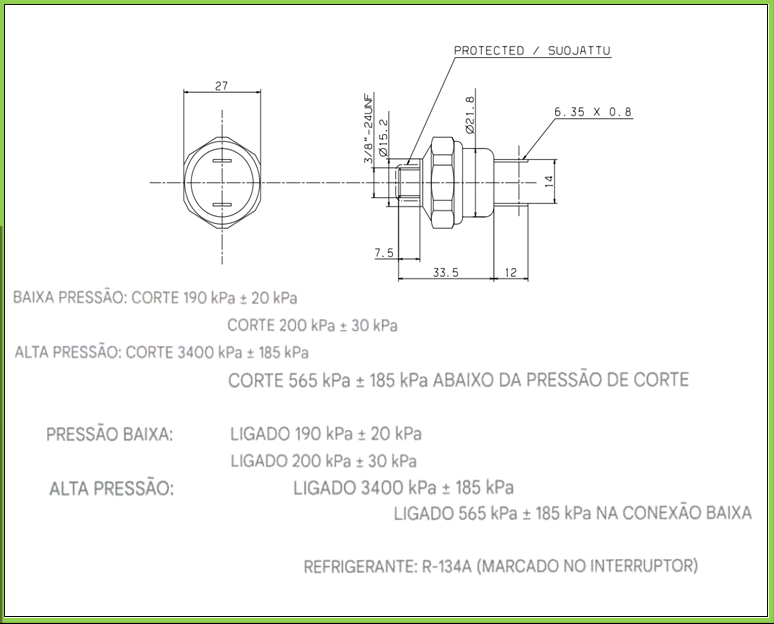 PROTECTED / SUOJATTU
27
3/8"-24UNF
Ø15.2
Ø21.8
6.35 X 0.8
14
7.5
33.5
12
BAIXA PRESSÃO: CORTE 190 kPa ± 20 kPa
CORTE 200 kPa ± 30 kPa
ALTA PRESSÃO: CORTE 3400 kPa ± 185 kPa
CORTE 565 kPa ± 185 kPa ABAIXO DA PRESSÃO DE CORTE
PRESSÃO BAIXA: LIGADO 190 kPa ± 20 kPa
LIGADO 200 kPa ± 30 kPa
ALTA PRESSÃO: LIGADO 3400 kPa ± 185 kPa
LIGADO 565 kPa ± 185 kPa NA CONEXÃO BAIXA
REFRIGERANTE: R-134A (MARCADO NO INTERRUPTOR)